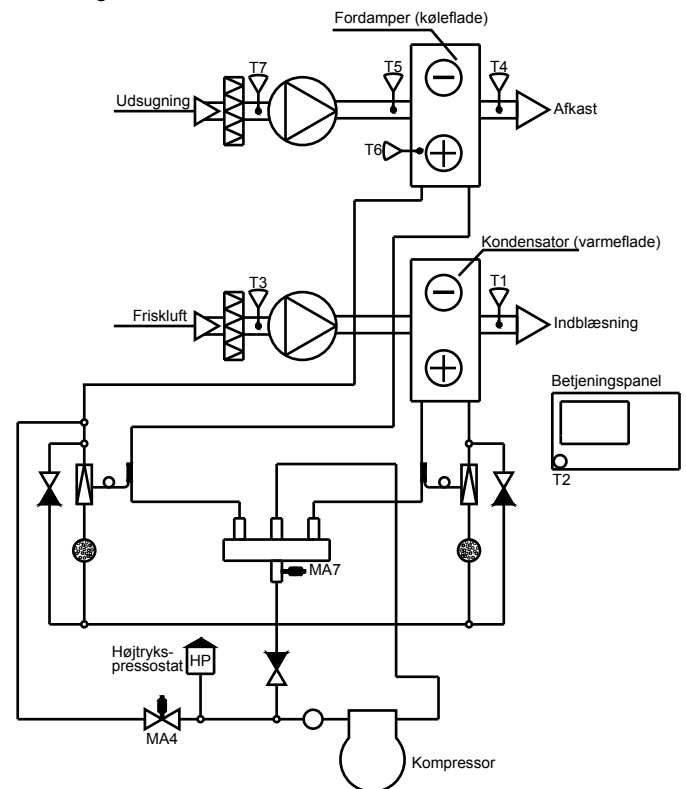 Fordamper (køleflade)
T7
T5
T4
Udsugning
Afkast
T6
Kondensator (varmeflade)
T3
T1
Friskluft
Indblæsning
Betjeningspanel
T2
MA7
Højtryks-
pressostat
HP
MA4
Kompressor